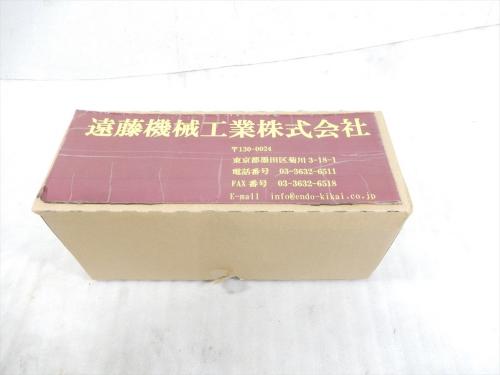 遠藤機械工業株式会社
〒130-0024
東京都墨田区菊川3-18-1
電話番号 03-3632-6511
FAX番号 03-3632-6518
E-mail info@endo-kikai.co.jp